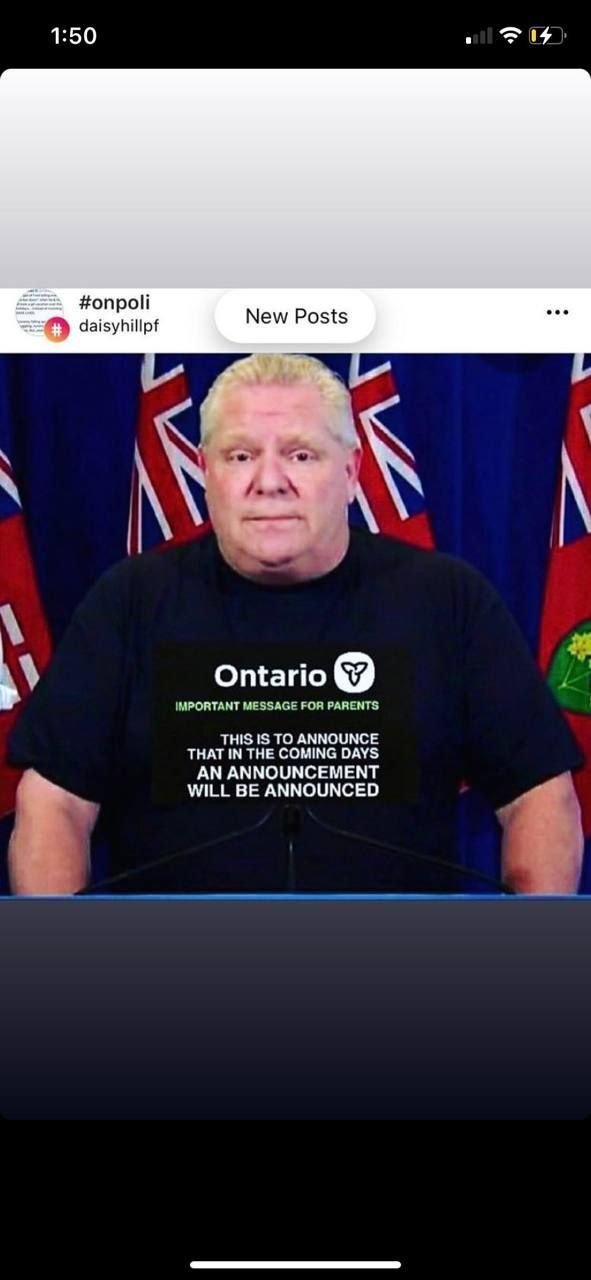 1:50
#onpoli
daisyhillpf
New Posts
Ontario
IMPORTANT MESSAGE FOR PARENTS
THIS IS TO ANNOUNCE
THAT IN THE COMING DAYS
AN ANNOUNCEMENT
WILL BE ANNOUNCED